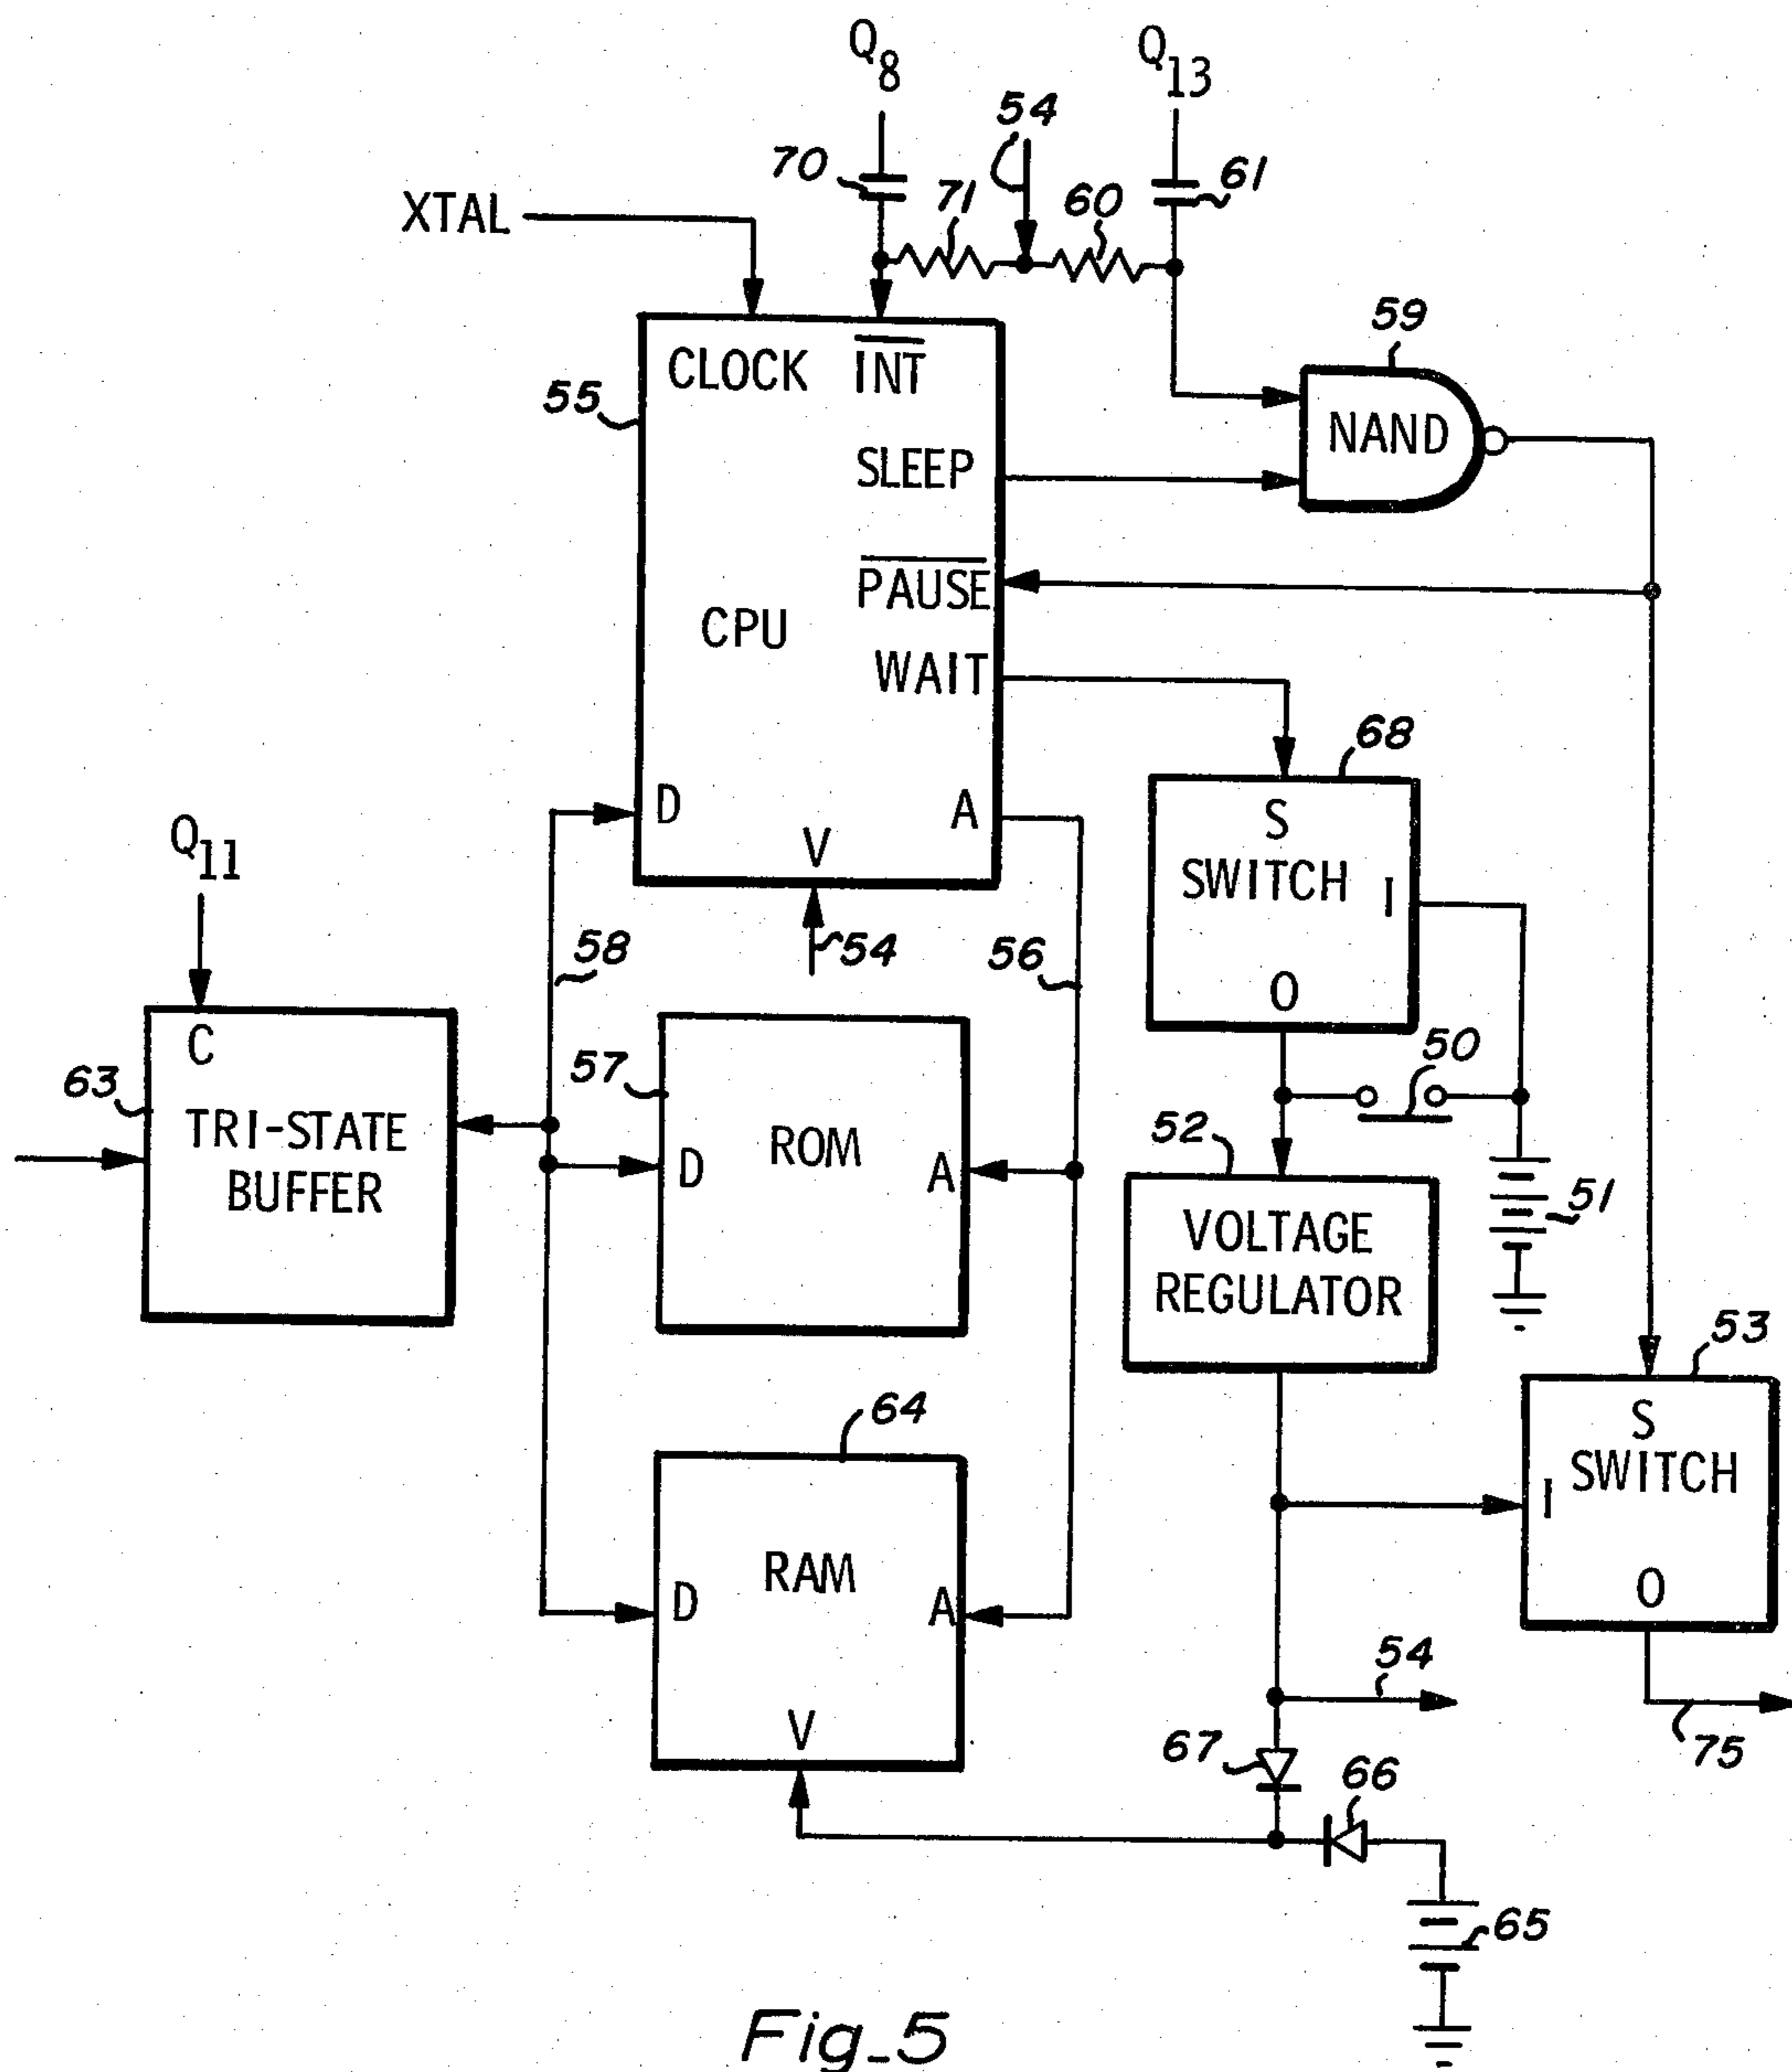 Q8
Q13
54
70
71
60
61
XTAL
59
CLOCK
INT
NAND
55
SLEEP
PAUSE
CPU
WAIT
68
D
A
V
S
SWITCH
I
O
Q11
58
54
56
50
C
63
TRI-STATE
BUFFER
57
ROM
D
A
52
51
VOLTAGE
REGULATOR
53
64
S
SWITCH
I
O
RAM
D
A
V
54
67
66
75
65
Fig_5